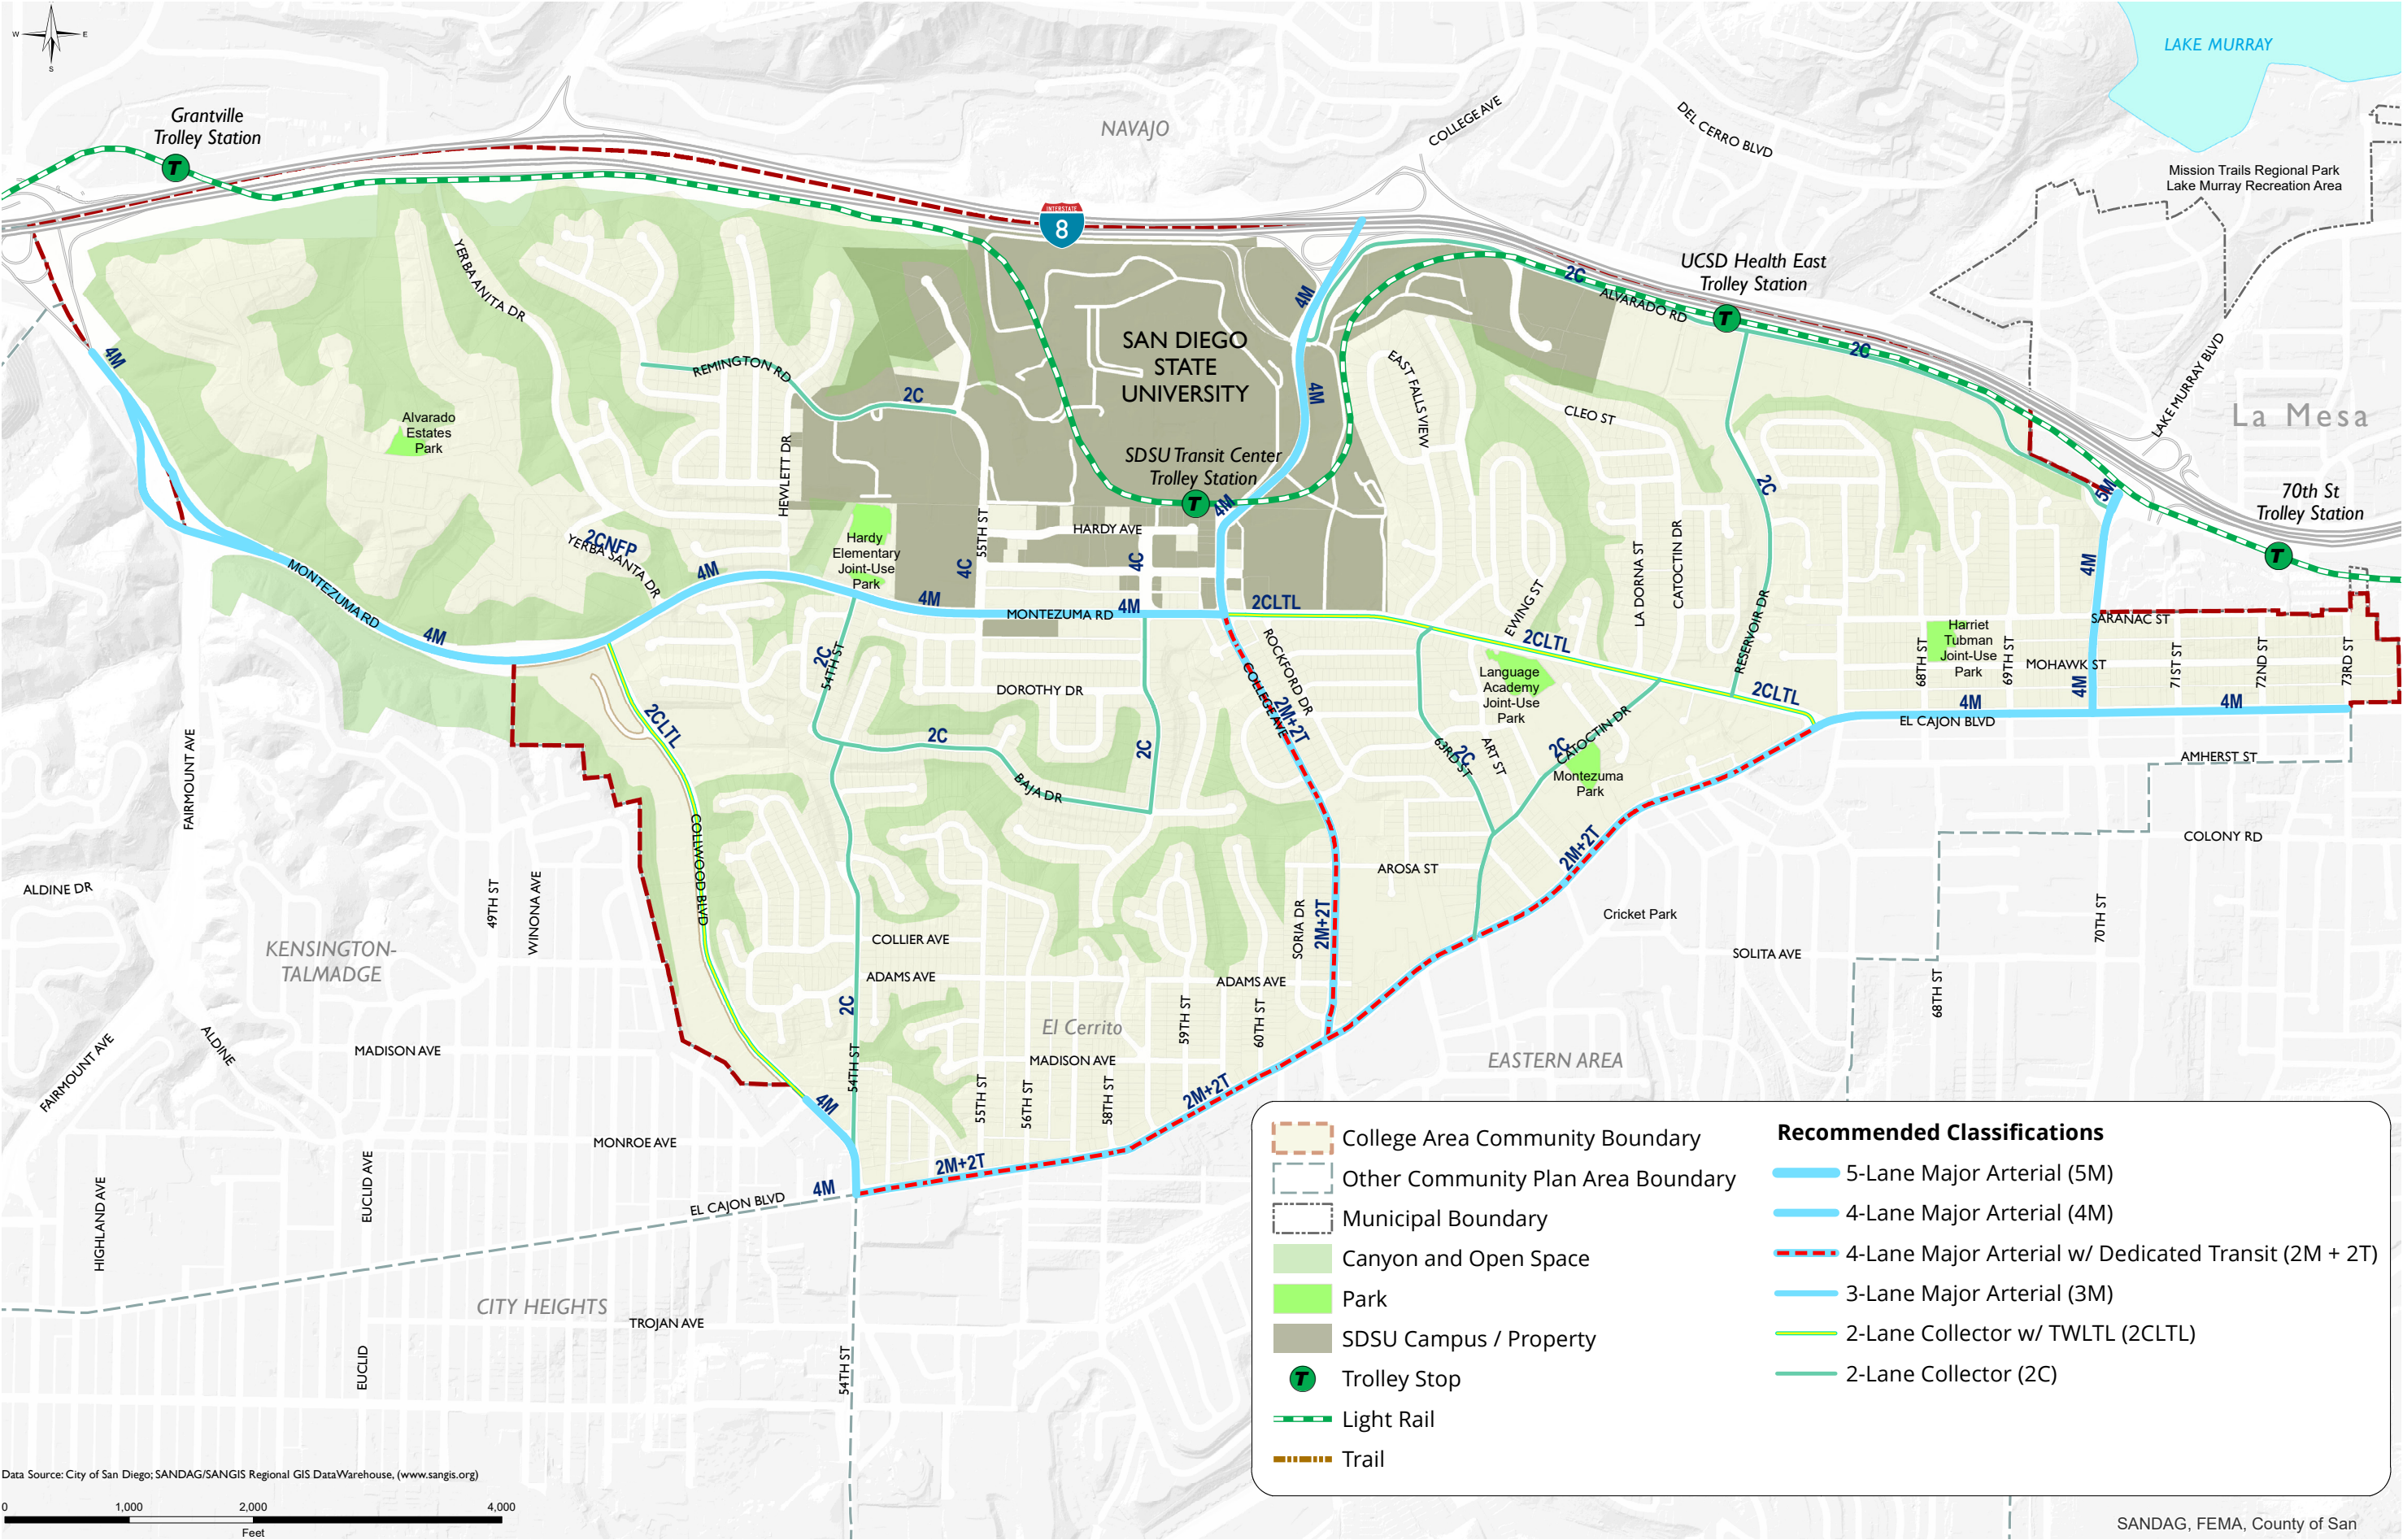 W
E
S
LAKE MURRAY
Grantville
Trolley Station
NAVAJO
COLLEGE AVE
DEL CERRO BLVD
Mission Trails Regional Park
Lake Murray Recreation Area
INTERSTATE
8
YERBA ANITA DR
UCSD Health East
Trolley Station
2C
ALVARADO RD
4M
SAN DIEGO
STATE
UNIVERSITY
4M
2C
LAKE MURRAY BLVD
La Mesa
4M
REMINGTON RD
2C
EAST FALLS VIEW
CLEO ST
Alvarado
Estates
Park
HEWLETT DR
SDSU Transit Center
Trolley Station
4M
2C
5M
70th St
Trolley Station
2CNFP
YERBA SANTA DR
Hardy
Elementary
Joint-Use
Park
55TH ST
HARDY AVE
4C
4C
LA DORNA ST
CATOCTIN DR
4M
MONTEZUMA RD
4M
4M
MONTEZUMA RD
4M
2CLTL
EWING ST
RESERVOIR DR
SARANAC ST
4M
2C
54TH ST
ROCKFORD DR
2CLTL
Harriet
Tubman
Joint-Use
Park
68TH ST
69TH ST
MOHAWK ST
71ST ST
72ND ST
73RD ST
DOROTHY DR
COLLEGE AVE
2M+2T
Language
Academy
Joint-Use
Park
2CLTL
4M
4M
4M
EL CAJON BLVD
2CLTL
2C
2C
63RD ST
2C
ART ST
2C
CATOCTIN DR
Montezuma
Park
AMHERST ST
FAIRMOUNT AVE
BAJA DR
COLLWOOD BLVD
COLONY RD
2M+2T
AROSA ST
ALDINE DR
49TH ST
WINONA AVE
SORIA DR
2M+2T
Cricket Park
70TH ST
KENSINGTON-
TALMADGE
COLLIER AVE
ADAMS AVE
ADAMS AVE
SOLITA AVE
68TH ST
2C
El Cerrito
59TH ST
60TH ST
FAIRMOUNT AVE
ALDINE
MADISON AVE
54TH ST
MADISON AVE
EASTERN AREA
4M
55TH ST
56TH ST
58TH ST
2M+2T
MONROE AVE
2M+2T
4M
EL CAJON BLVD
HIGHLAND AVE
EUCLID AVE
CITY HEIGHTS
TROJAN AVE
EUCLID
54TH ST
College Area Community Boundary
Other Community Plan Area Boundary
Municipal Boundary
Canyon and Open Space
Park
SDSU Campus / Property
T
Trolley Stop
Light Rail
Trail
Recommended Classifications
5-Lane Major Arterial (5M)
4-Lane Major Arterial (4M)
4-Lane Major Arterial w/ Dedicated Transit (2M + 2T)
3-Lane Major Arterial (3M)
2-Lane Collector w/ TWLTL (2CLTL)
2-Lane Collector (2C)
Data Source: City of San Diego; SANDAG/SANGIS Regional GIS Data Warehouse, (www.sangis.org)
0 1,000 2,000 4,000
Feet
SANDAG, FEMA, County of San